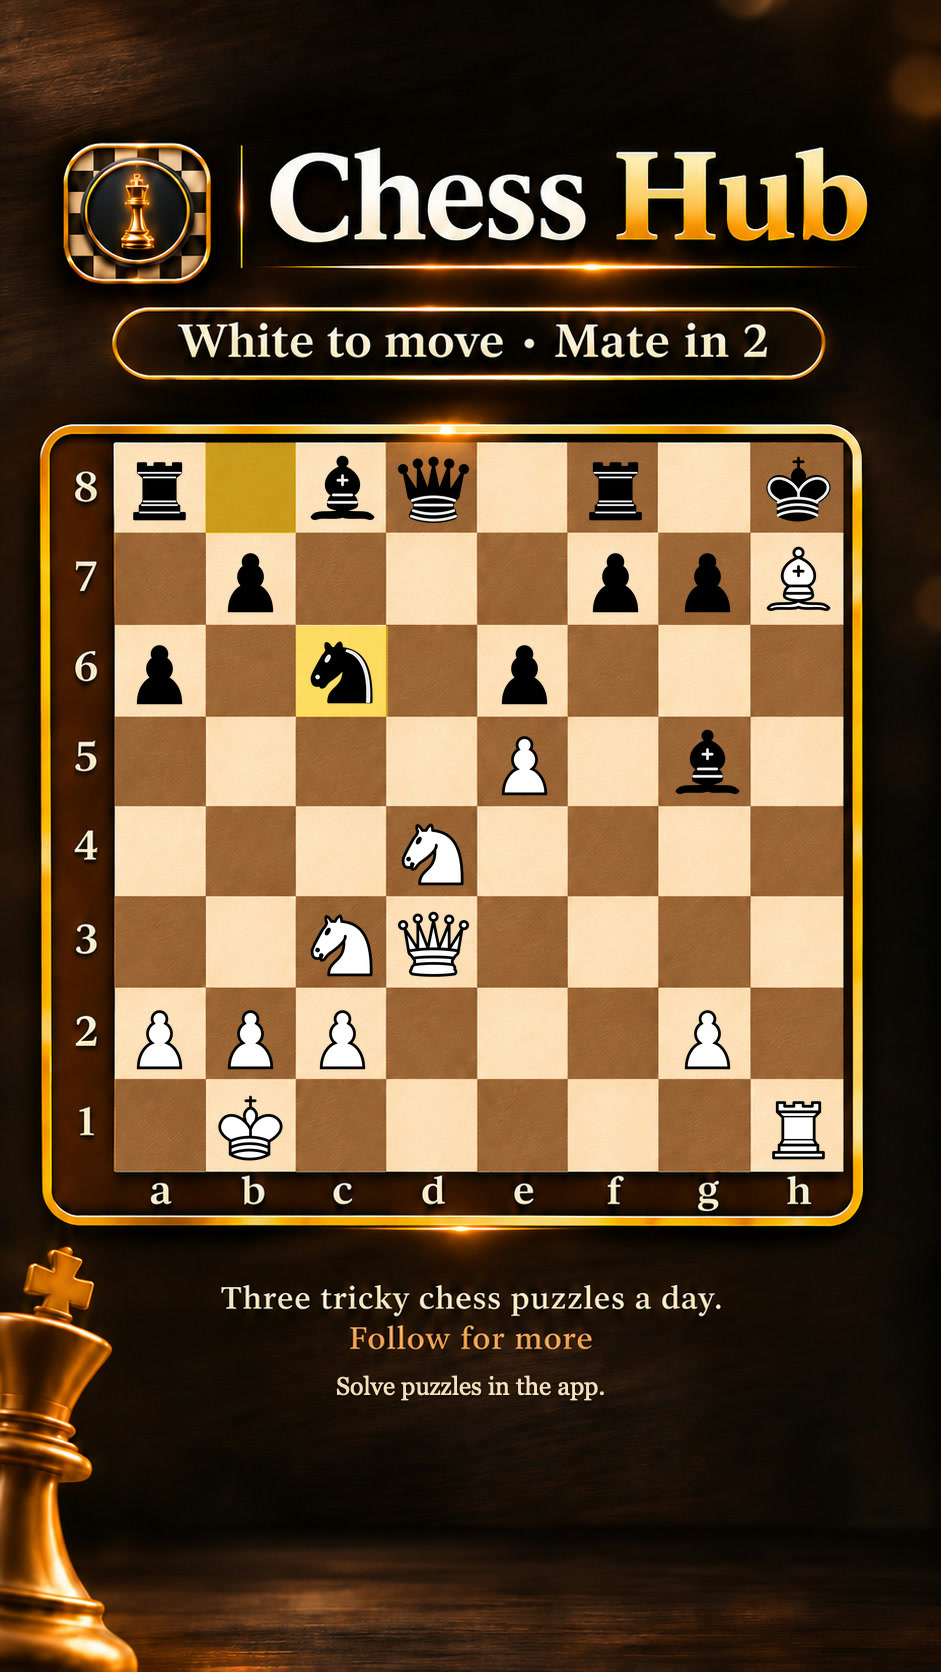 Chess Hub
White to move · Mate in 2
8
7
6
5
4
3
2
1
a b c d e f g h
Three tricky chess puzzles a day.
Follow for more
Solve puzzles in the app.